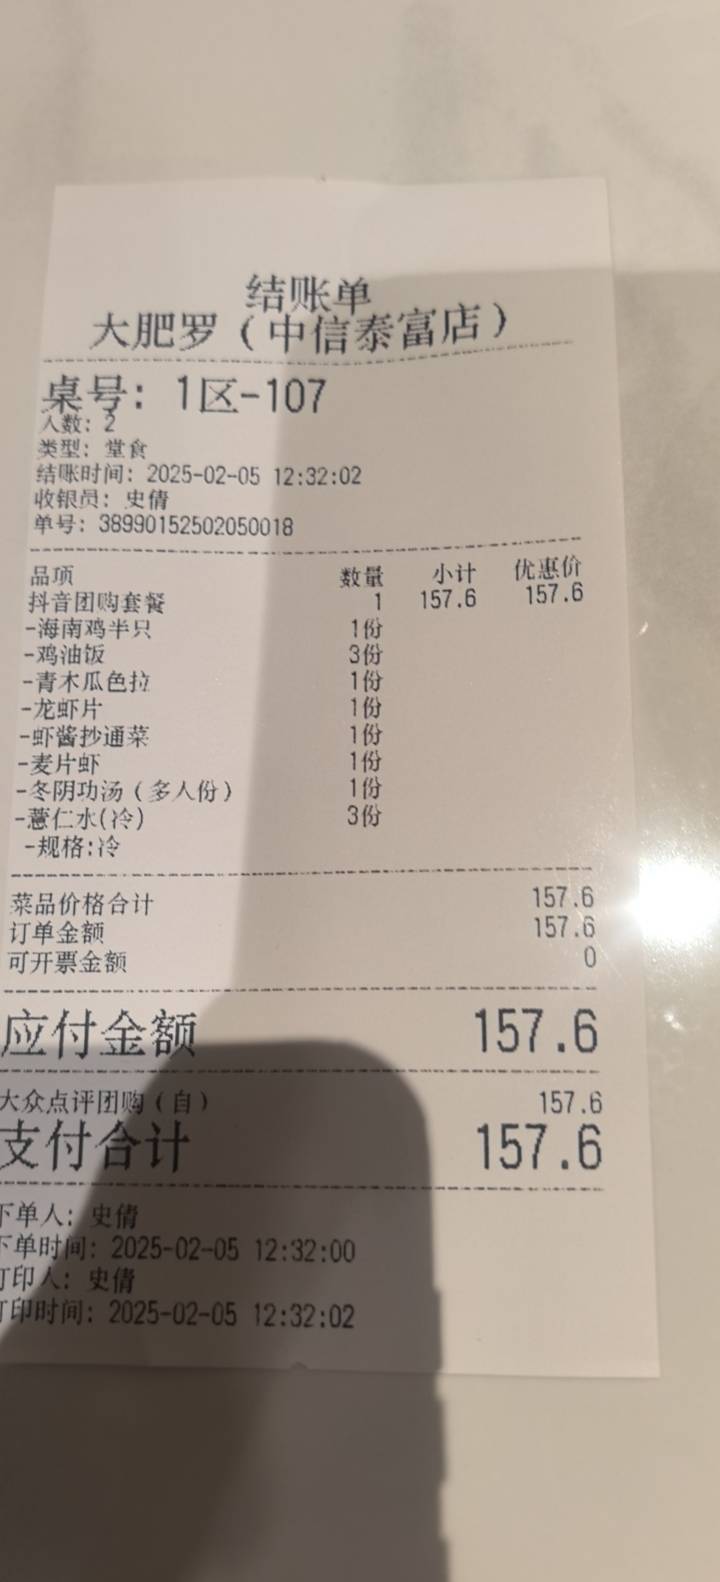 结账单
大肥罗（中信泰富店）
桌号: 1区-107
人数: 2
类型: 堂食
结账时间: 2025-02-05 12:32:02
收银员: 史倩
单号: 38990152502050018
品项 数量 小计 优惠价
抖音团购套餐 1 157.6 157.6
-海南鸡半只 1份
-鸡油饭 3份
-青木瓜色拉 1份
-龙虾片 1份
-虾酱抄通菜 1份
-麦片虾 1份
-冬阴功汤（多人份） 1份
-薏仁水(冷) 3份
-规格:冷
菜品价格合计 157.6
订单金额 157.6
可开票金额 0
应付金额 157.6
大众点评团购（自） 157.6
支付合计 157.6
下单人: 史倩
下单时间: 2025-02-05 12:32:00
打印人: 史倩
打印时间: 2025-02-05 12:32:02